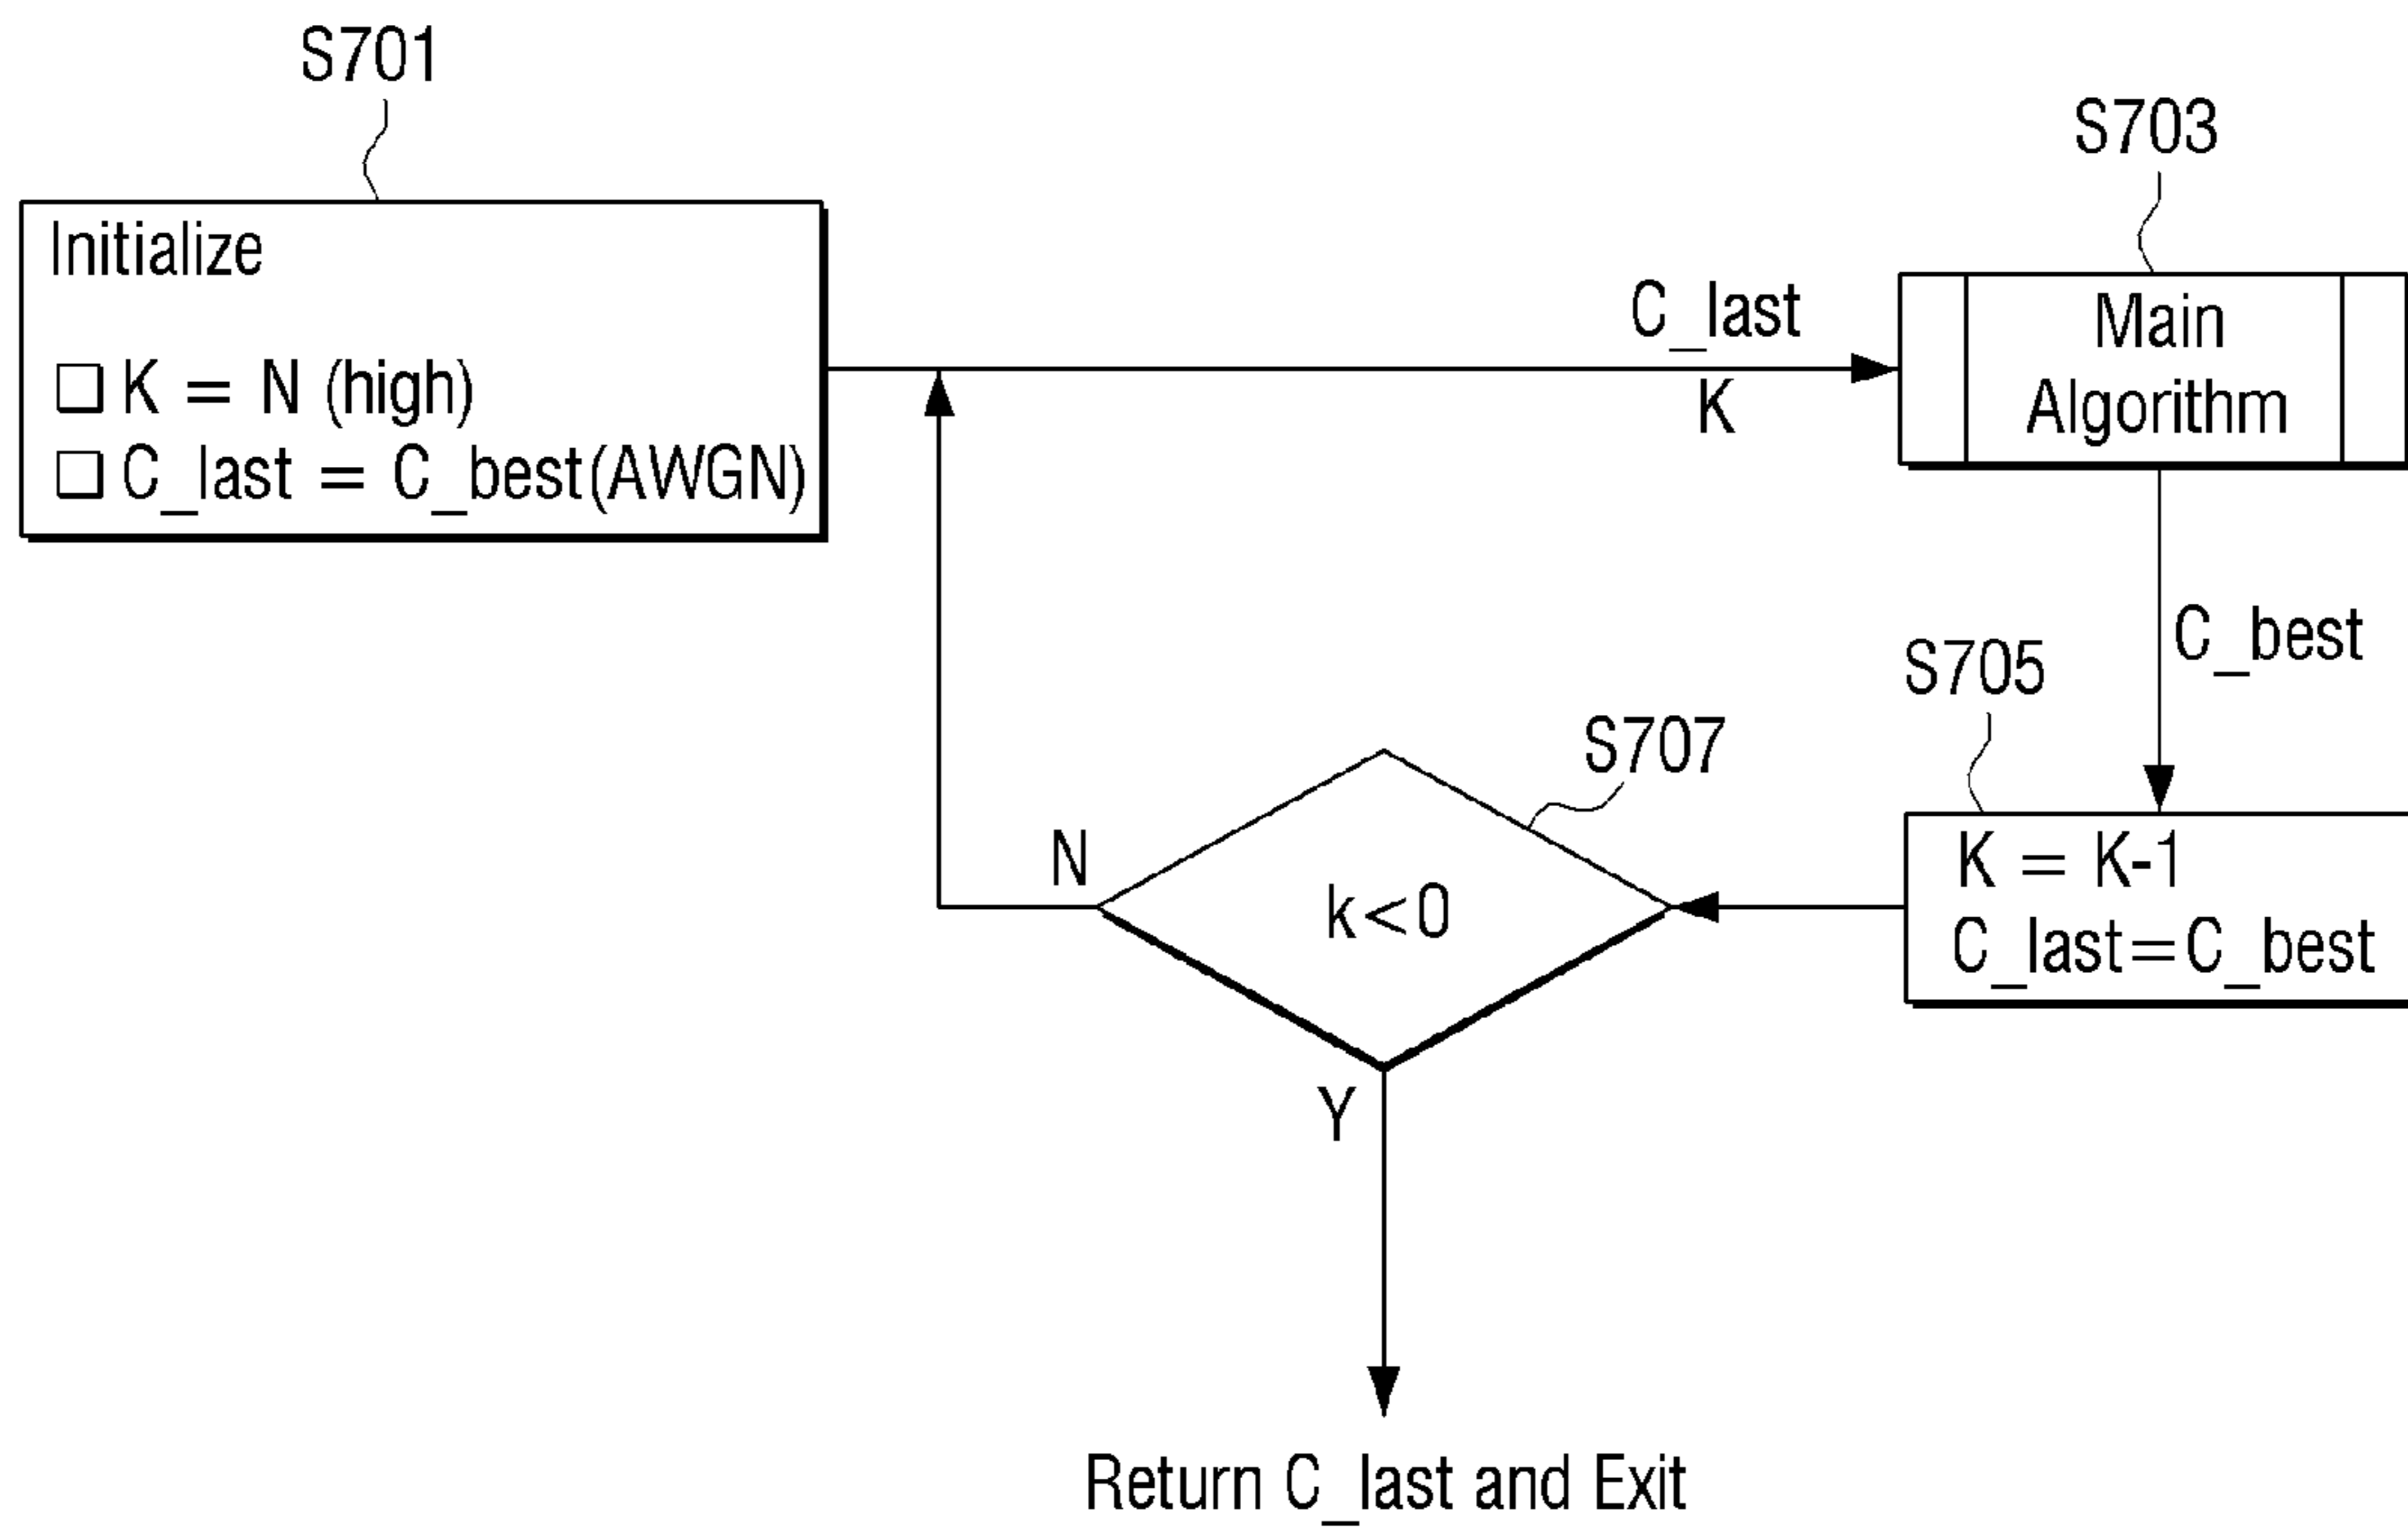 S701
Initialize
□ K = N (high)
□ C_last = C_best(AWGN)
C_last
K
S703
Main
Algorithm
C_best
S705
K = K-1
C_last=C_best
S707
k<0
N
Y
Return C_last and Exit